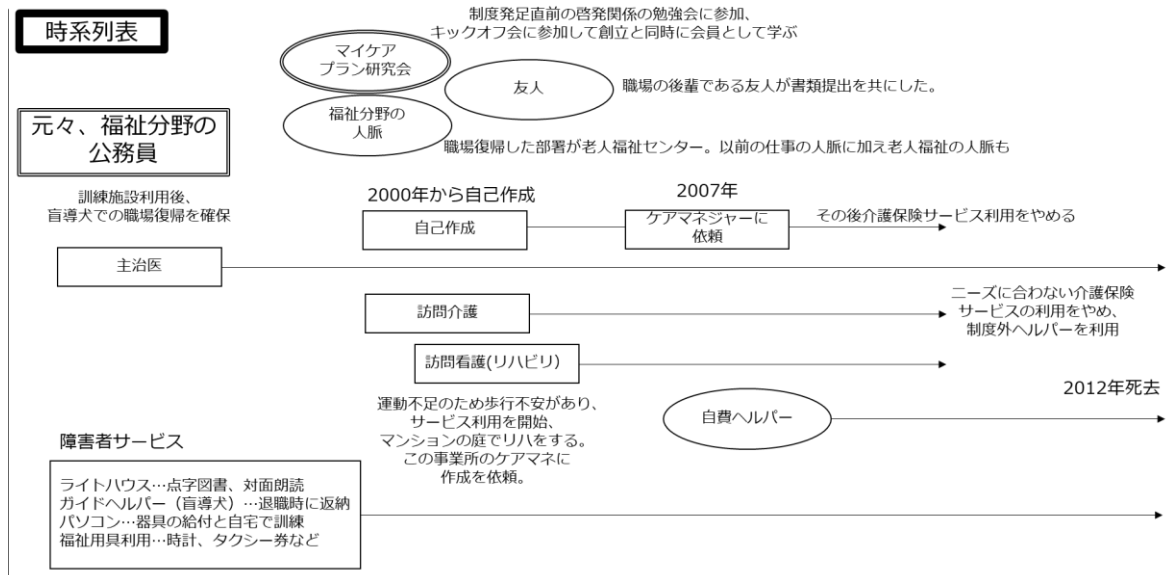 時系列表
制度発足直前の啓発関係の勉強会に参加、
キックオフ会に参加して創立と同時に会員として学ぶ
マイケア
プラン研究会
友人
職場の後輩である友人が書類提出を共にした。
福祉分野の
人脈
職場復帰した部署が老人福祉センター。以前の仕事の人脈に加え老人福祉の人脈も
元々、福祉分野の
公務員
訓練施設利用後、
盲導犬での職場復帰を確保
2000年から自己作成
2007年
自己作成
ケアマネジャーに
依頼
その後介護保険サービス利用をやめる
主治医
訪問介護
ニーズに合わない介護保険
サービスの利用をやめ、
制度外ヘルパーを利用
訪問看護(リハビリ)
運動不足のため歩行不安があり、
サービス利用を開始、
マンションの庭でリハをする。
この事業所のケアマネに
作成を依頼。
自費ヘルパー
2012年死去
障害者サービス
ライトハウス…点字図書、対面朗読
ガイドヘルパー（盲導犬）…退職時に返納
パソコン…器具の給付と自宅で訓練
福祉用具利用…時計、タクシー券など